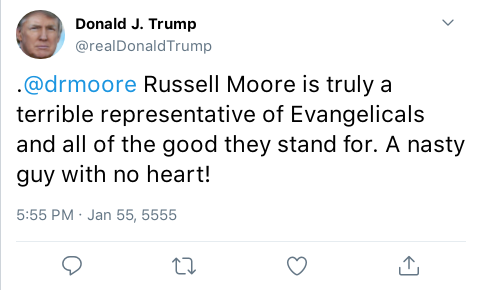 Donald J. Trump
@realDonaldTrump
.@drmoore Russell Moore is truly a
terrible representative of Evangelicals
and all of the good they stand for. A nasty
guy with no heart!
5:55 PM · Jan 55, 5555